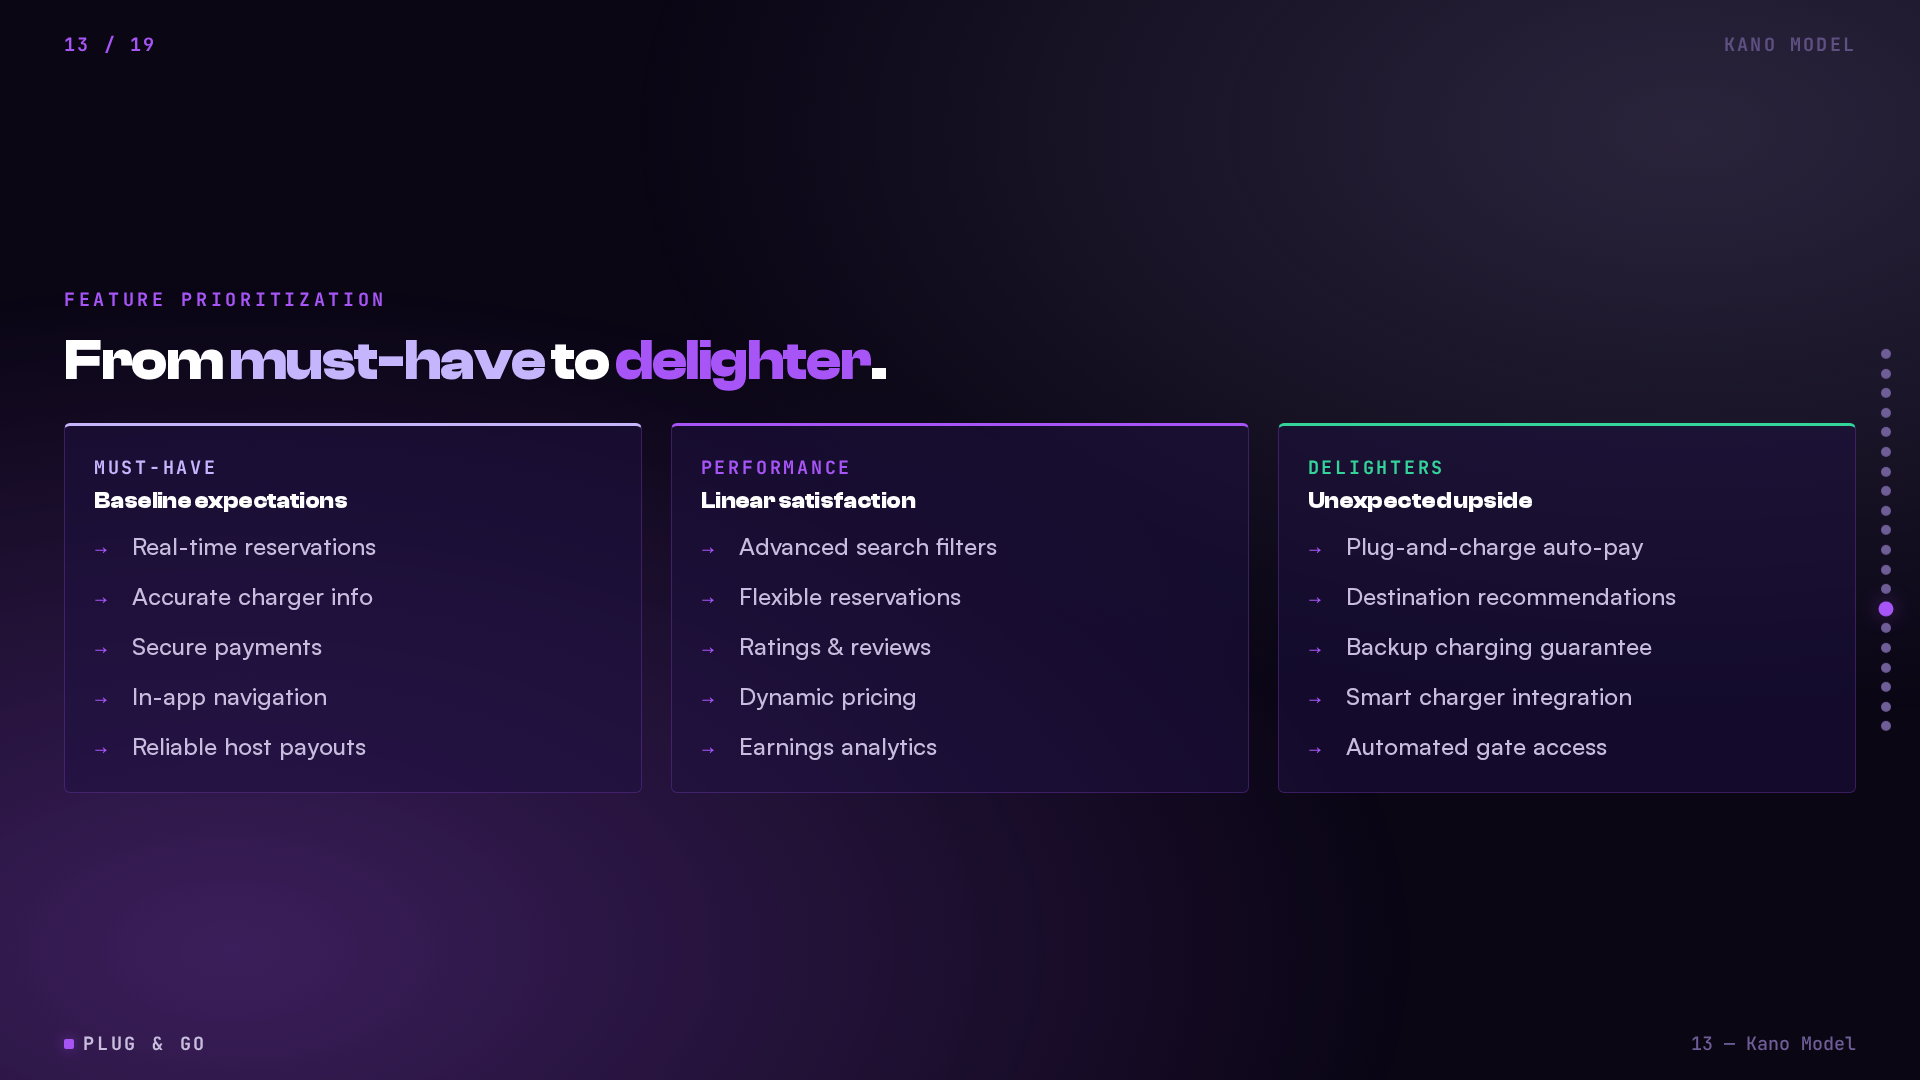 13 / 19
KANO MODEL
FEATURE PRIORITIZATION
From must-have to delighter.
MUST-HAVE
Baseline expectations
→ Real-time reservations
→ Accurate charger info
→ Secure payments
→ In-app navigation
→ Reliable host payouts
PERFORMANCE
Linear satisfaction
→ Advanced search filters
→ Flexible reservations
→ Ratings & reviews
→ Dynamic pricing
→ Earnings analytics
DELIGHTERS
Unexpected upside
→ Plug-and-charge auto-pay
→ Destination recommendations
→ Backup charging guarantee
→ Smart charger integration
→ Automated gate access
PLUG & GO
13 — Kano Model